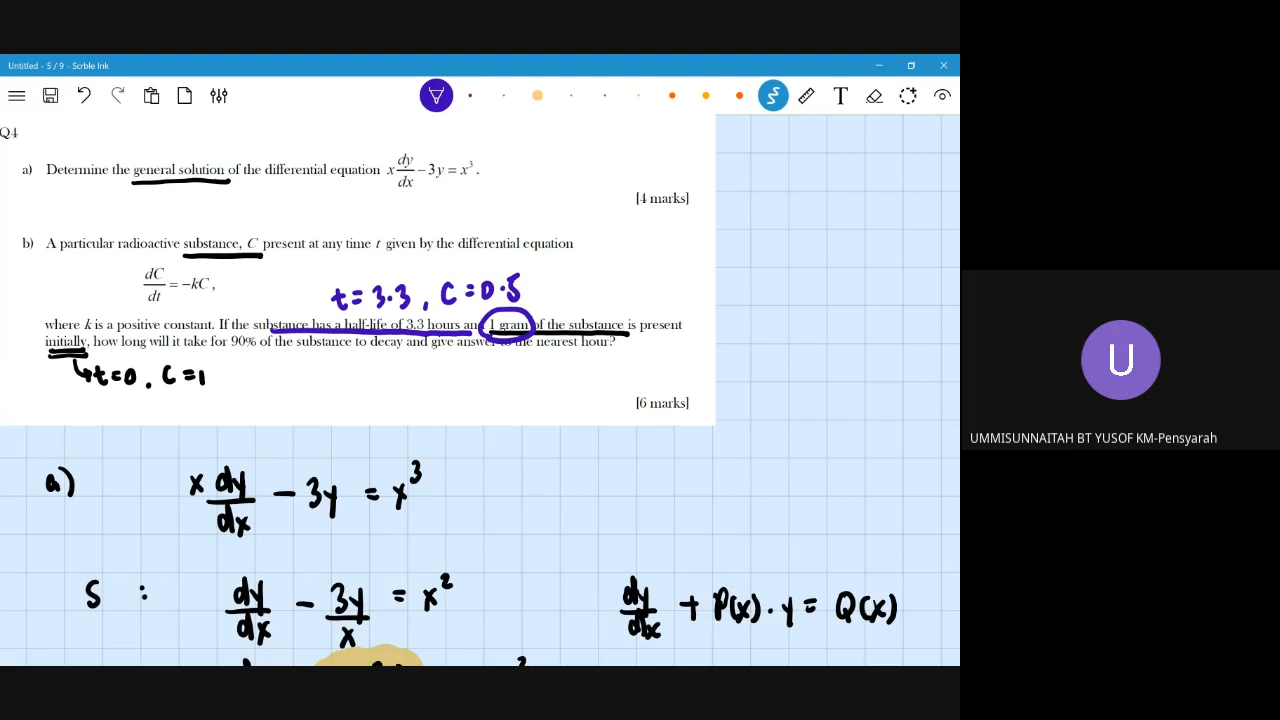 Untitled - 5 / 9 - Scrble Ink
Q4
a) Determine the general solution of the differential equation x dy/dx − 3y = x³ .
[4 marks]
b) A particular radioactive substance, C present at any time t given by the differential equation
dC/dt = −kC ,
t = 3.3 , C = 0.5
where k is a positive constant. If the substance has a half-life of 3.3 hours and 1 gram of the substance is present
initially, how long will it take for 90% of the substance to decay and give answer to the nearest hour?
t = 0 , C = 1
[6 marks]
a) x dy/dx − 3y = x³
S : dy/dx − 3y/x = x²
dy/dx + P(x) · y = Q(x)
U
UMMISUNNAITAH BT YUSOF KM-Pensyarah